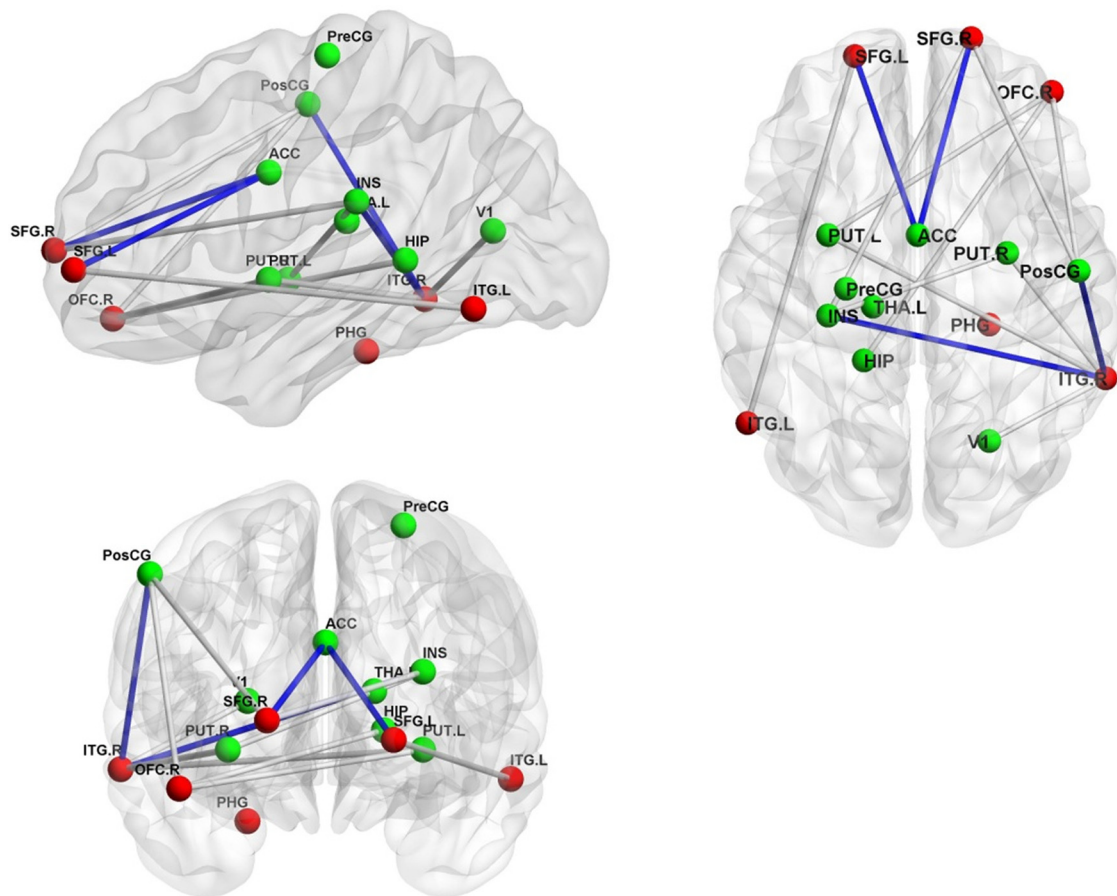 PreCG
PosCG
ACC
INS
V1
SFG.R
SFG.L
HIP
ITG.R
OFC.R
ITG.L
PHG
SFG.L
SFG.R
OFC.R
PUT.L
ACC
PUT.R
PosCG
PreCG
THA.L
INS
PHG
HIP
ITG.R
ITG.L
V1
PreCG
PosCG
ACC
INS
SFG.R
HIP
SFG.L
PUT.R
PUT.L
ITG.R
OFC.R
ITG.L
PHG